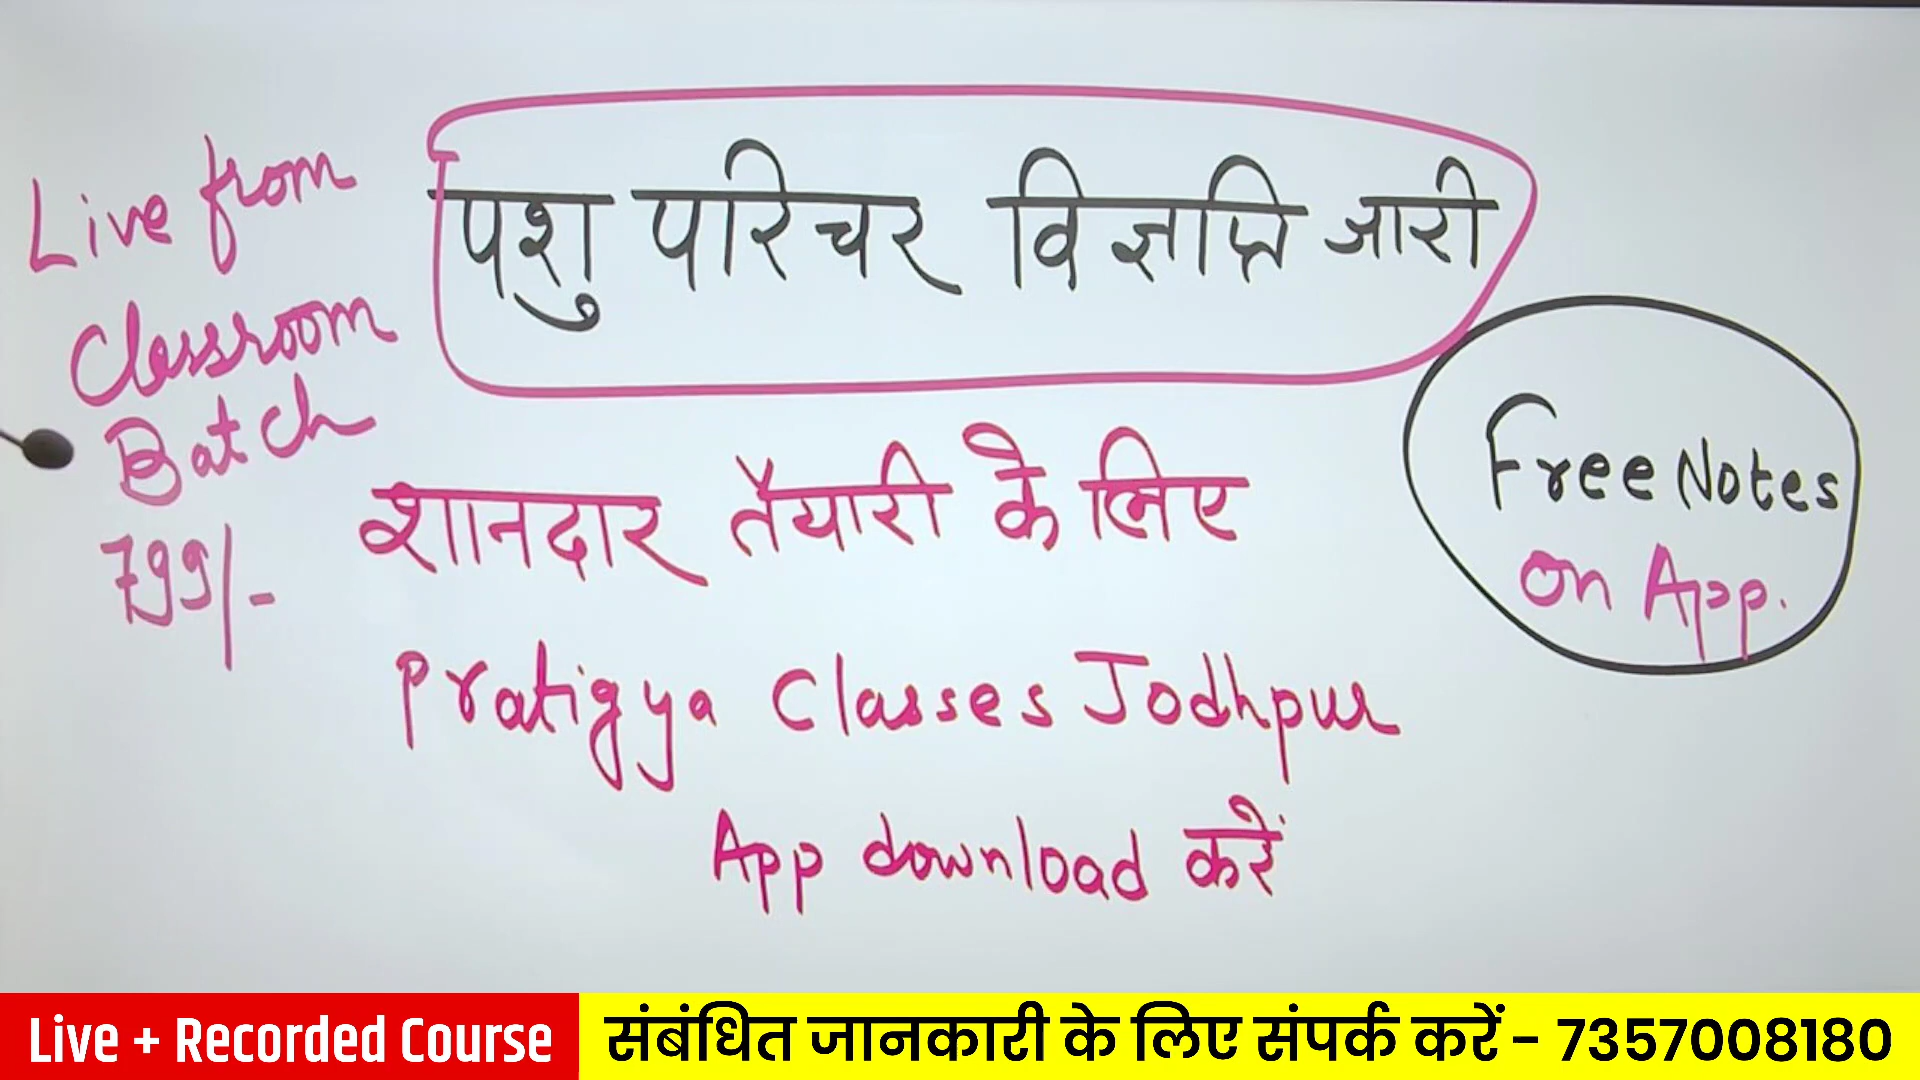 पशु परिचर विज्ञप्ति जारी
Live from
Classroom
Batch
799/-
शानदार तैयारी के लिए
Free Notes
on App.
Pratigya Classes Jodhpur
App download करें
Live + Recorded Course
संबंधित जानकारी के लिए संपर्क करें - 7357008180